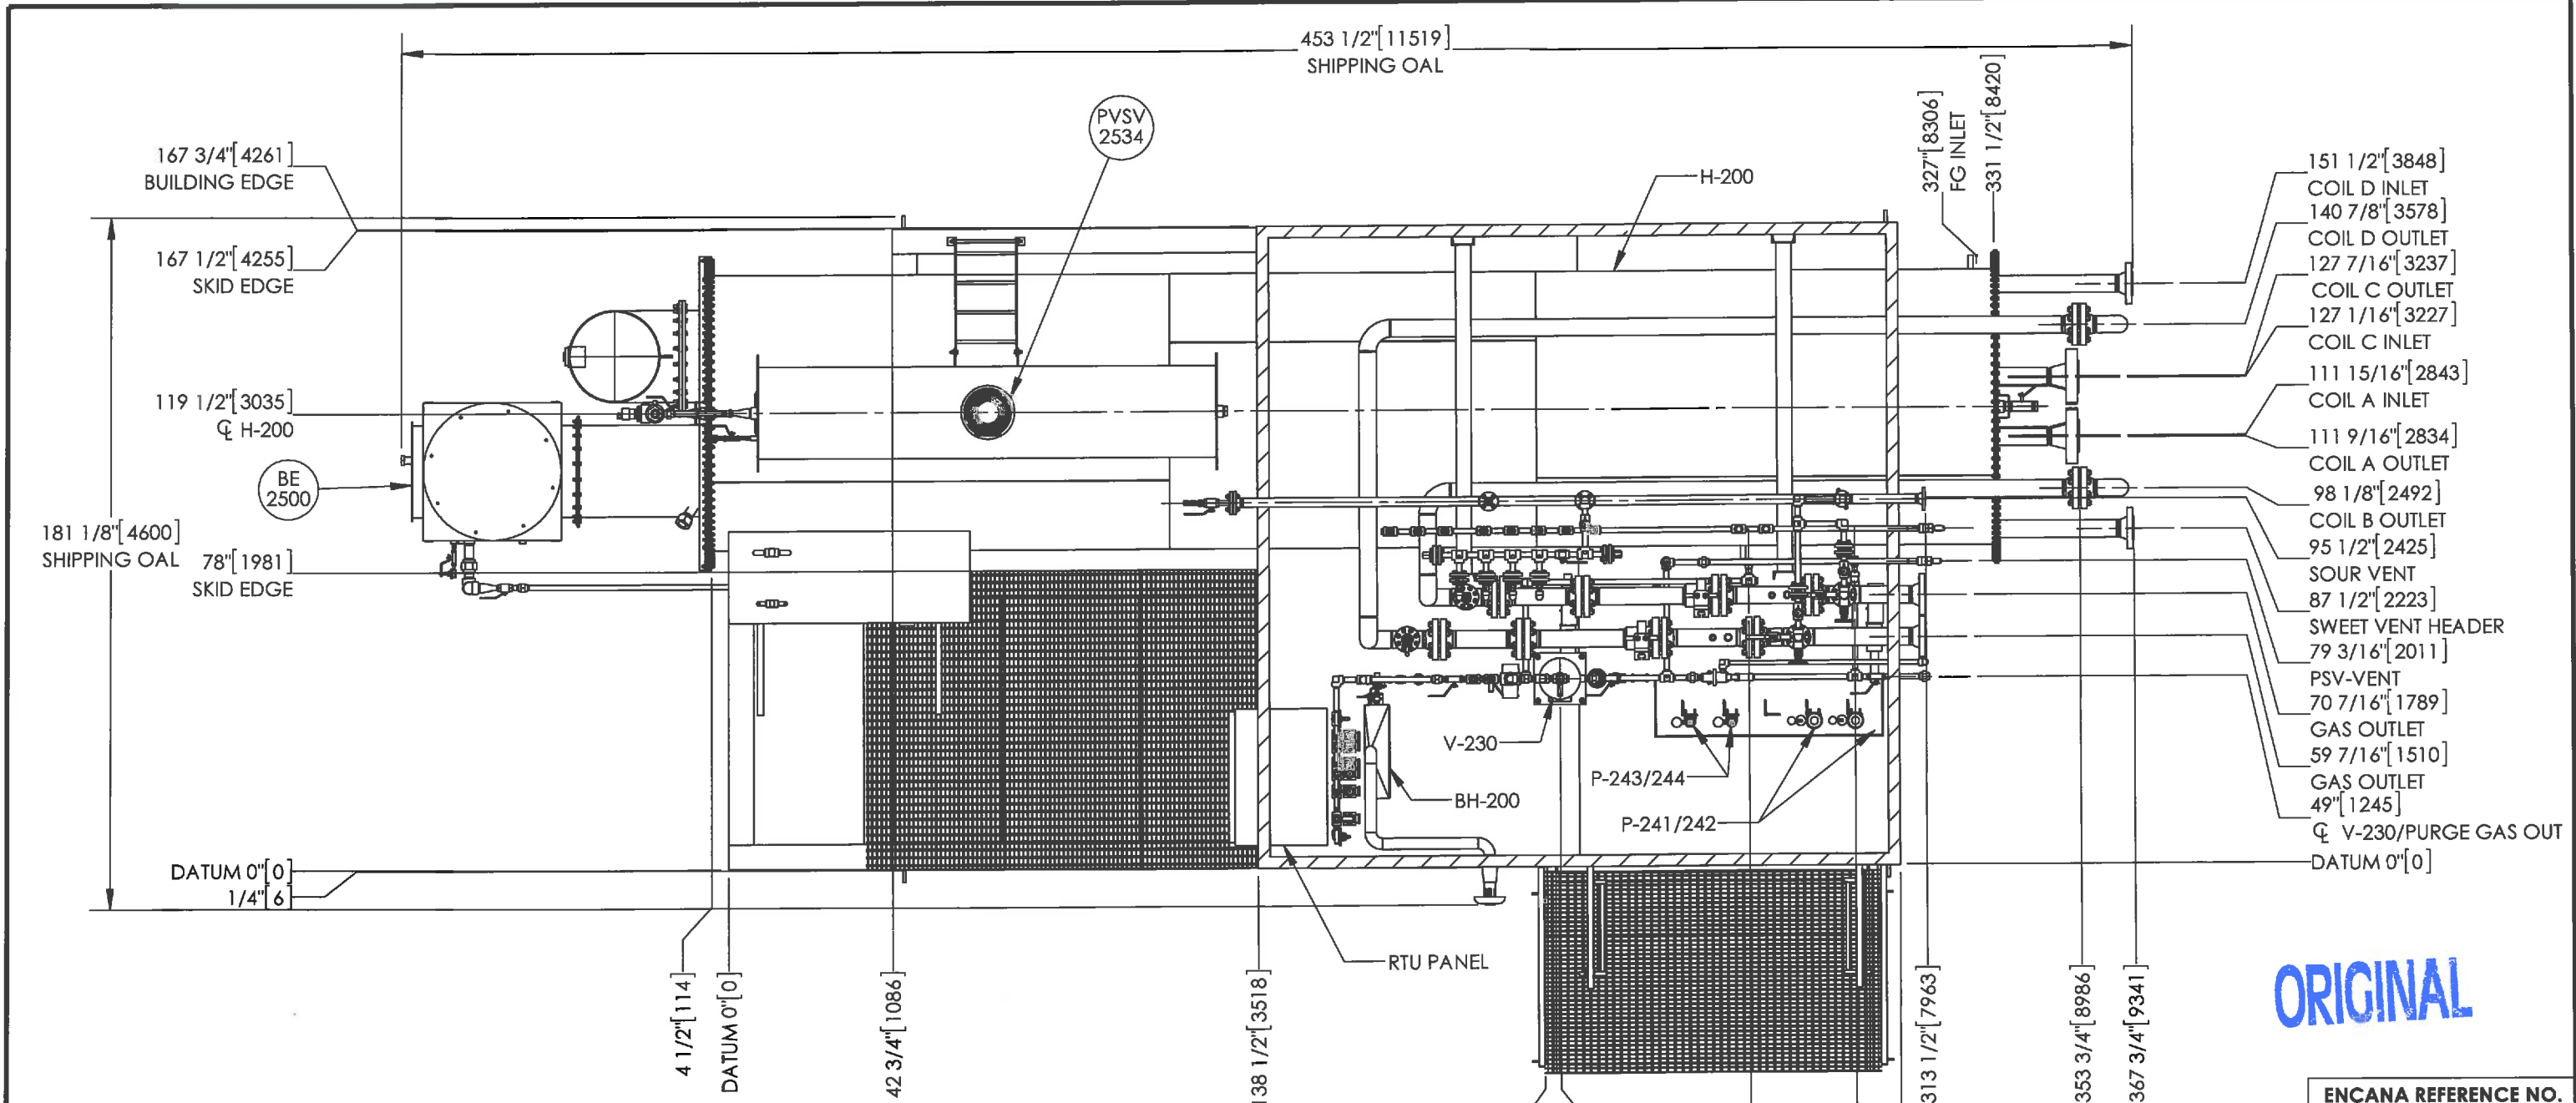 453 1/2"[11519]
SHIPPING OAL
PVSV
2534
167 3/4"[4261]
BUILDING EDGE
167 1/2"[4255]
SKID EDGE
119 1/2"[3035]
℄ H-200
BE
2500
181 1/8"[4600]
SHIPPING OAL
78"[1981]
SKID EDGE
DATUM 0"[0]
1/4"[6]
H-200
327"[8306]
FG INLET
331 1/2"[8420]
151 1/2"[3848]
COIL D INLET
140 7/8"[3578]
COIL D OUTLET
127 7/16"[3237]
COIL C OUTLET
127 1/16"[3227]
COIL C INLET
111 15/16"[2843]
COIL A INLET
111 9/16"[2834]
COIL A OUTLET
98 1/8"[2492]
COIL B OUTLET
95 1/2"[2425]
SOUR VENT
87 1/2"[2223]
SWEET VENT HEADER
79 3/16"[2011]
PSV-VENT
70 7/16"[1789]
GAS OUTLET
59 7/16"[1510]
GAS OUTLET
49"[1245]
℄ V-230/PURGE GAS OUT
DATUM 0"[0]
V-230
P-243/244
BH-200
P-241/242
RTU PANEL
4 1/2"[114]
DATUM 0"[0]
42 3/4"[1086]
138 1/2"[3518]
313 1/2"[7963]
353 3/4"[8986]
367 3/4"[9341]
ORIGINAL
ENCANA REFERENCE NO.